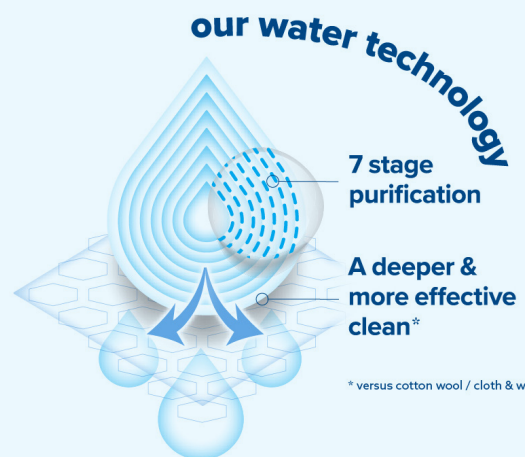 our water technology
7 stage
purification
A deeper &
more effective
clean*
* versus cotton wool / cloth & w